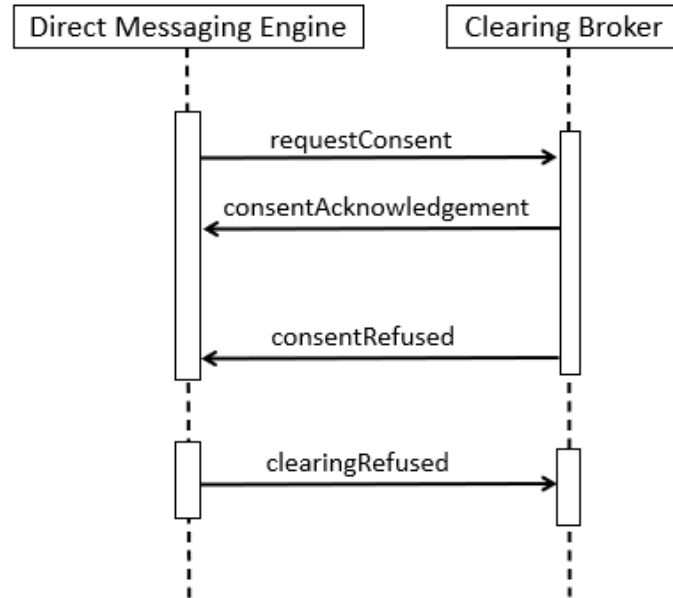 Direct Messaging Engine
Clearing Broker
requestConsent
consentAcknowledgement
consentRefused
clearingRefused